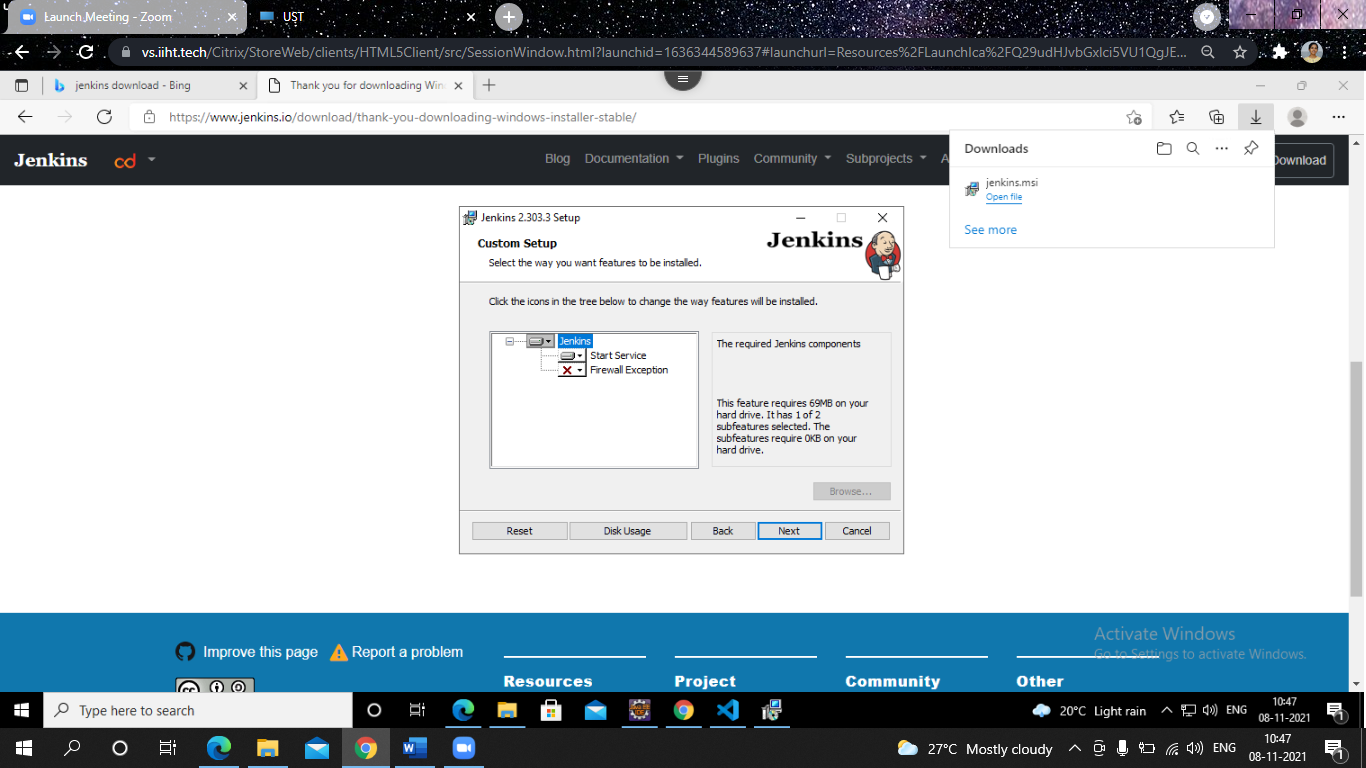 Launch Meeting - Zoom
UST
vs.iiht.tech/Citrix/StoreWeb/clients/HTML5Client/src/SessionWindow.html?launchid=1636344589637#launchurl=Resources%2FLaunchIca%2FQ29udHJvbGxlci5VU1QgJE...
jenkins download - Bing
Thank you for downloading Win
https://www.jenkins.io/download/thank-you-downloading-windows-installer-stable/
Jenkins
cd
Blog
Documentation
Plugins
Community
Subprojects
A
Download
Downloads
jenkins.msi
Open file
See more
Jenkins 2.303.3 Setup
Custom Setup
Select the way you want features to be installed.
Jenkins
Click the icons in the tree below to change the way features will be installed.
Jenkins
Start Service
Firewall Exception
The required Jenkins components
This feature requires 69MB on your
hard drive. It has 1 of 2
subfeatures selected. The
subfeatures require 0KB on your
hard drive.
Browse...
Reset
Disk Usage
Back
Next
Cancel
Improve this page
Report a problem
Resources
Project
Community
Other
Activate Windows
Go to Settings to activate Windows.
Type here to search
20°C Light rain
ENG
10:47
08-11-2021
1
27°C Mostly cloudy
ENG
10:47
08-11-2021
1